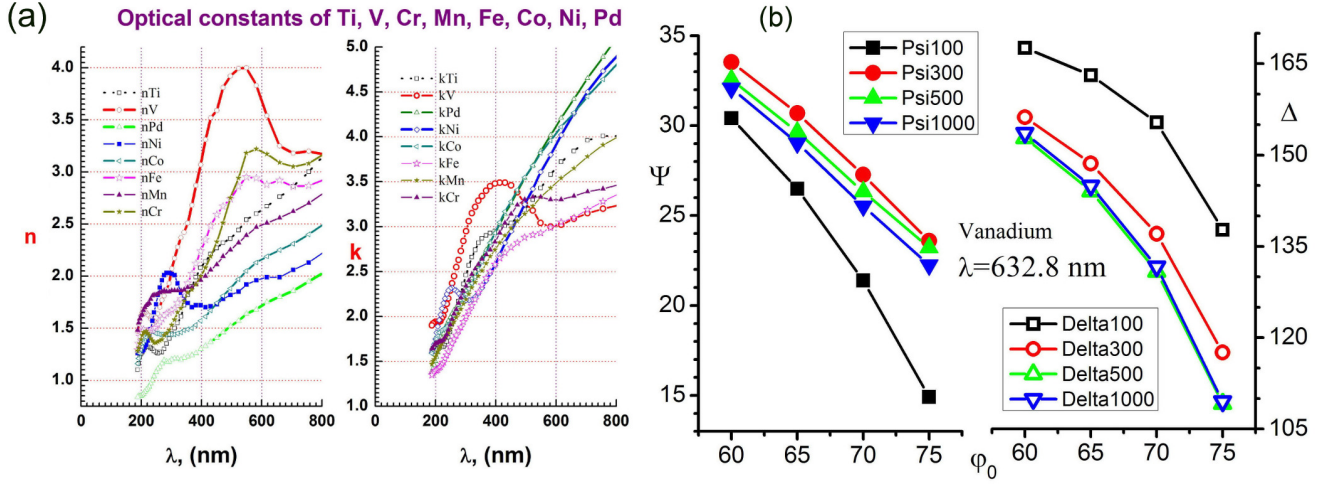 (a)
Optical constants of Ti, V, Cr, Mn, Fe, Co, Ni, Pd
4.0
3.5
3.0
2.5
2.0
1.5
1.0
n
nTi
nV
nPd
nNi
nCo
nFe
nMn
nCr
0 200 400 600 800
λ, (nm)
5.0
4.5
4.0
3.5
3.0
2.5
2.0
1.5
1.0
k
kTi
kV
kPd
kNi
kCo
kFe
kMn
kCr
0 200 400 600 800
λ, (nm)
(b)
Ψ
35
30
25
20
15
Psi100
Psi300
Psi500
Psi1000
60 65 70 75
φ0
Vanadium
λ=632.8 nm
Delta100
Delta300
Delta500
Delta1000
60 65 70 75
165
150
135
120
105
Δ